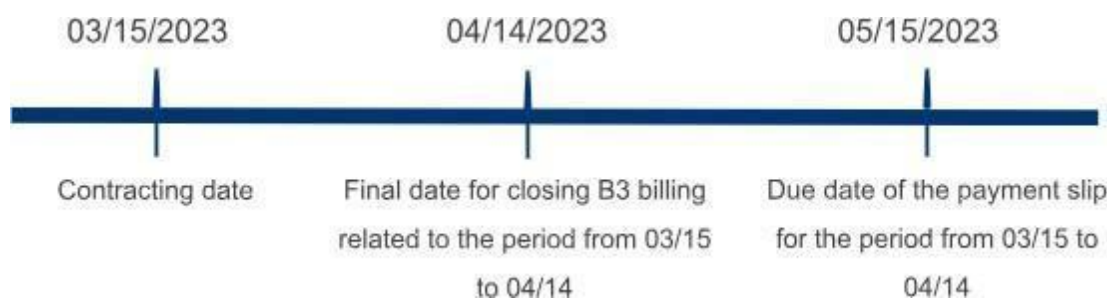 03/15/2023
04/14/2023
05/15/2023
Contracting date
Final date for closing B3 billing
related to the period from 03/15
to 04/14
Due date of the payment slip
for the period from 03/15 to
04/14